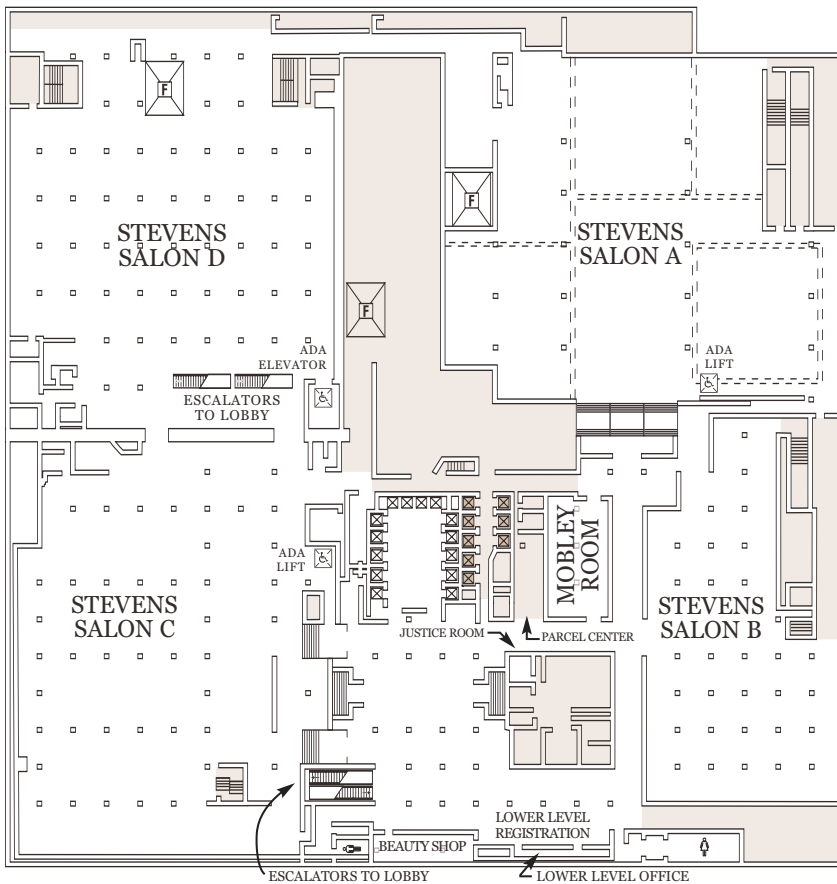 F
F
STEVENS
SALON D
STEVENS
SALON A
F
ADA
ELEVATOR
ADA
LIFT
ESCALATORS
TO LOBBY
MOBLEY
ROOM
ADA
LIFT
STEVENS
SALON C
STEVENS
SALON B
JUSTICE ROOM
PARCEL CENTER
LOWER LEVEL
REGISTRATION
BEAUTY SHOP
ESCALATORS TO LOBBY
LOWER LEVEL OFFICE